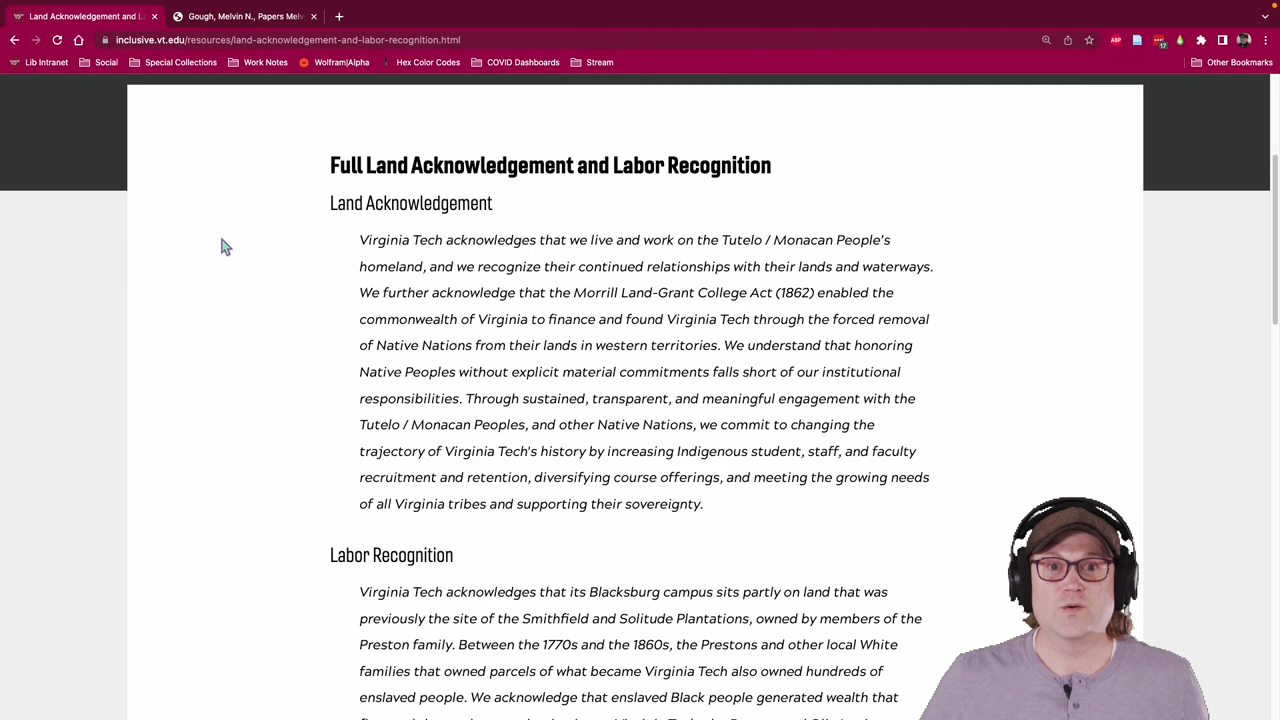 Land Acknowledgement and La
Gough, Melvin N., Papers Melv
inclusive.vt.edu/resources/land-acknowledgement-and-labor-recognition.html
ABP
17
Lib Intranet
Social
Special Collections
Work Notes
Wolfram|Alpha
Hex Color Codes
COVID Dashboards
Stream
Other Bookmarks
Full Land Acknowledgement and Labor Recognition
Land Acknowledgement
Virginia Tech acknowledges that we live and work on the Tutelo / Monacan People's
homeland, and we recognize their continued relationships with their lands and waterways.
We further acknowledge that the Morrill Land-Grant College Act (1862) enabled the
commonwealth of Virginia to finance and found Virginia Tech through the forced removal
of Native Nations from their lands in western territories. We understand that honoring
Native Peoples without explicit material commitments falls short of our institutional
responsibilities. Through sustained, transparent, and meaningful engagement with the
Tutelo / Monacan Peoples, and other Native Nations, we commit to changing the
trajectory of Virginia Tech's history by increasing Indigenous student, staff, and faculty
recruitment and retention, diversifying course offerings, and meeting the growing needs
of all Virginia tribes and supporting their sovereignty.
Labor Recognition
Virginia Tech acknowledges that its Blacksburg campus sits partly on land that was
previously the site of the Smithfield and Solitude Plantations, owned by members of the
Preston family. Between the 1770s and the 1860s, the Prestons and other local White
families that owned parcels of what became Virginia Tech also owned hundreds of
enslaved people. We acknowledge that enslaved Black people generated wealth that